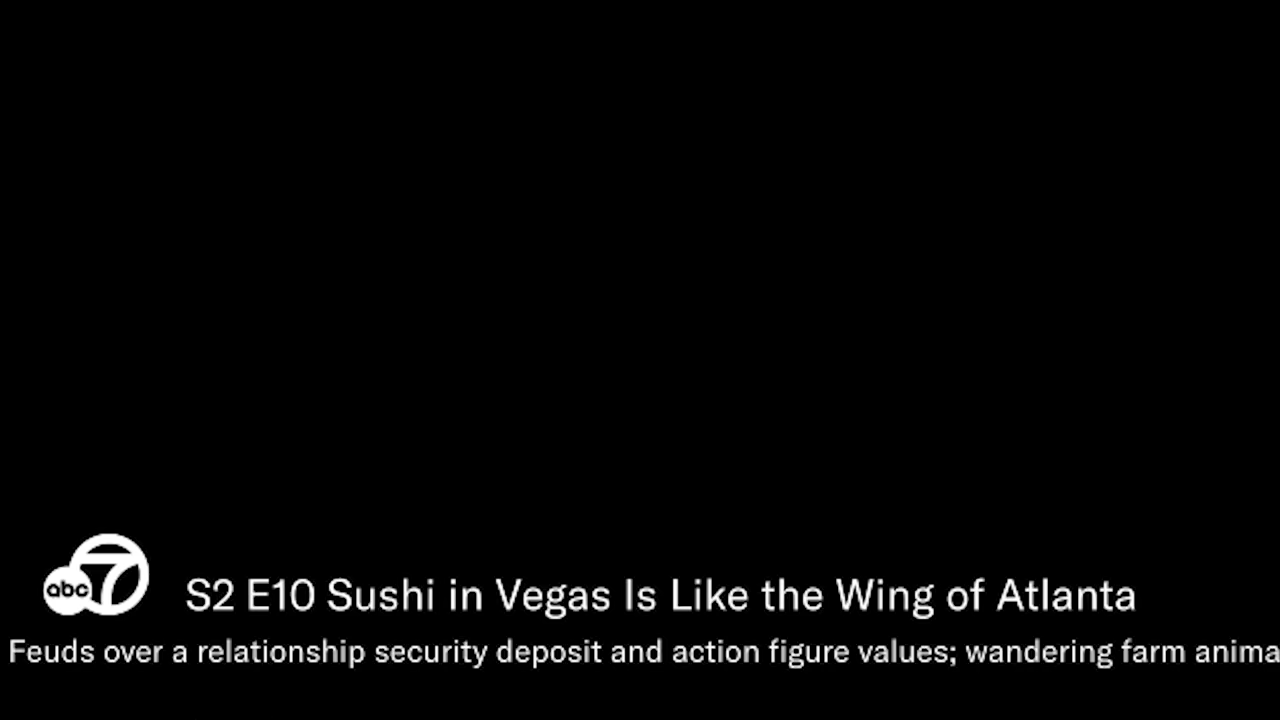 abc 7 S2 E10 Sushi in Vegas Is Like the Wing of Atlanta
Feuds over a relationship security deposit and action figure values; wandering farm anima